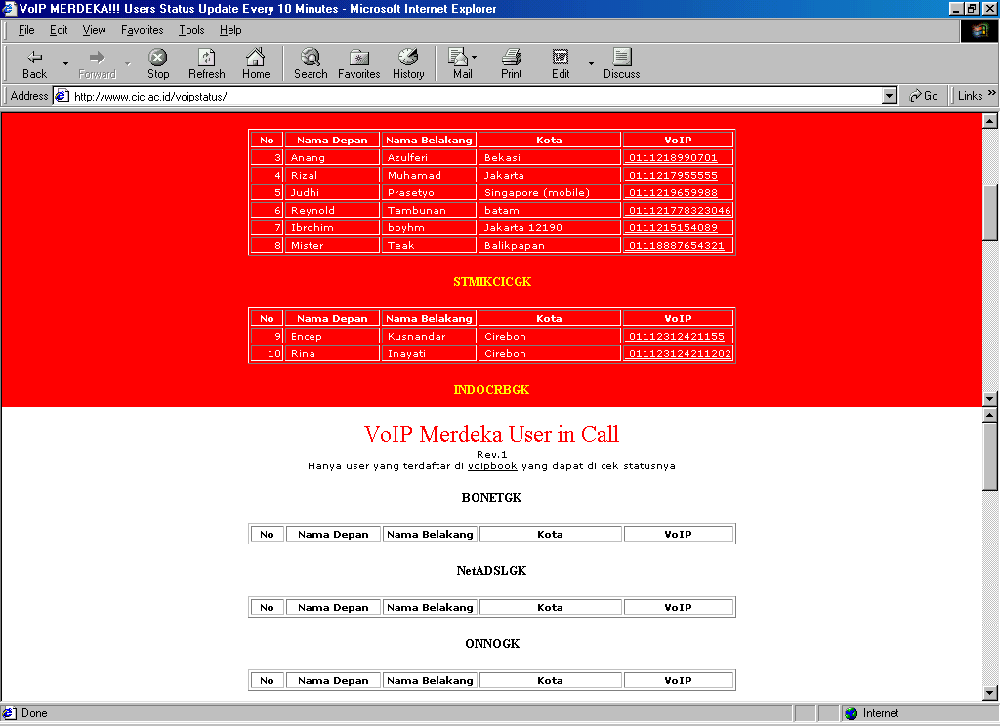 VoIP MERDEKA!!! Users Status Update Every 10 Minutes - Microsoft Internet Explorer
File Edit View Favorites Tools Help
Back Forward Stop Refresh Home Search Favorites History Mail Print Edit Discuss
Address http://www.cic.ac.id/voipstatus/ Go Links »
No Nama Depan Nama Belakang Kota VoIP
3 Anang Azulferi Bekasi 0111218990701
4 Rizal Muhamad Jakarta 0111217955555
5 Judhi Prasetyo Singapore (mobile) 0111219659988
6 Reynold Tambunan batam 011121778323046
7 Ibrohim boyhm Jakarta 12190 0111215154089
8 Mister Teak Balikpapan 01118887654321
STMIKCICGK
No Nama Depan Nama Belakang Kota VoIP
9 Encep Kusnandar Cirebon 01112312421155
10 Rina Inayati Cirebon 011123124211202
INDOCRBGK
VoIP Merdeka User in Call
Rev.1
Hanya user yang terdaftar di voipbook yang dapat di cek statusnya
BONETGK
No Nama Depan Nama Belakang Kota VoIP
NetADSLGK
No Nama Depan Nama Belakang Kota VoIP
ONNOGK
No Nama Depan Nama Belakang Kota VoIP
Done Internet